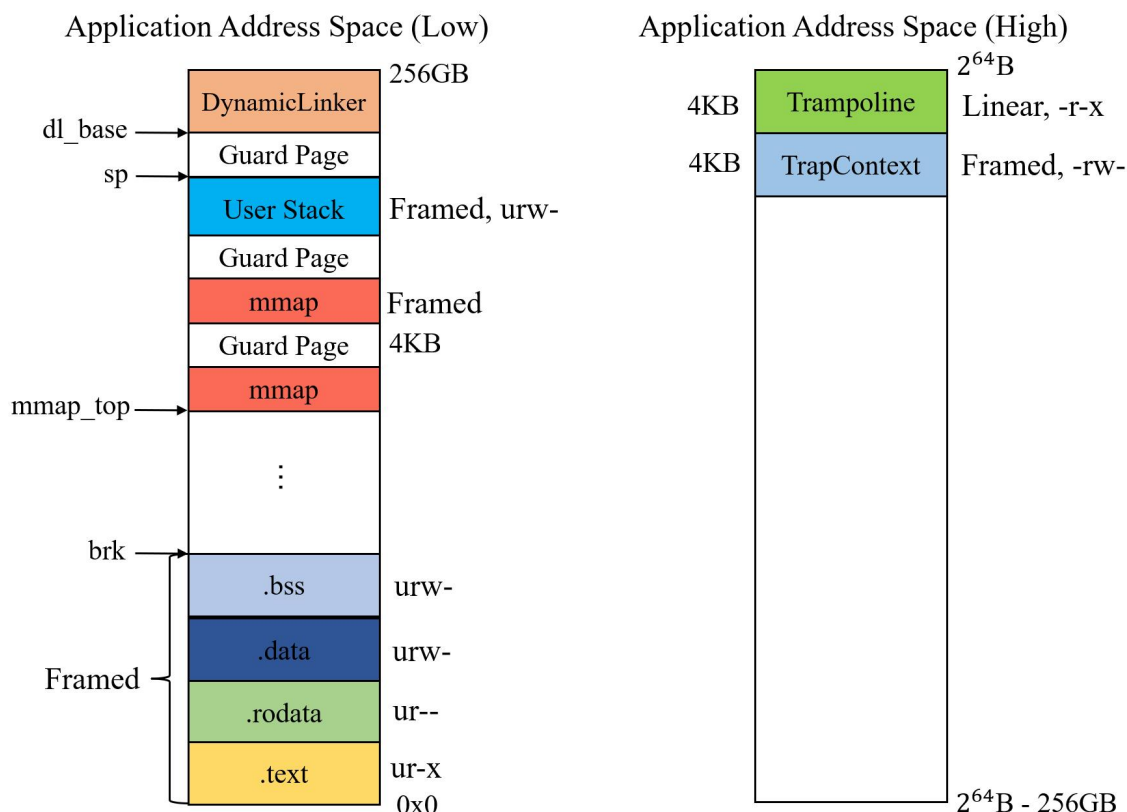 Application Address Space (Low)
256GB
DynamicLinker
dl_base
Guard Page
sp
User Stack
Framed, urw-
Guard Page
mmap
Framed
Guard Page
4KB
mmap
mmap_top
⋮
brk
.bss
urw-
.data
urw-
Framed
.rodata
ur--
.text
ur-x
0x0
Application Address Space (High)
2⁶⁴B
4KB
Trampoline
Linear, -r-x
4KB
TrapContext
Framed, -rw-
2⁶⁴B - 256GB